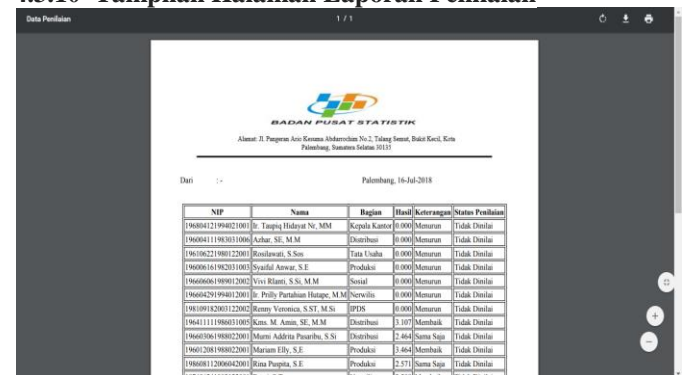 4.3.10 Tampilan Halaman Laporan Penilaian
Data Penilaian 1 / 1
BADAN PUSAT STATISTIK
Alamat: Jl. Pangeran Ario Kesuma Abdurrochim No.2, Talang Semut, Bukit Kecil, Kota
Palembang, Sumatera Selatan 30135
Dari : - Palembang, 16-Jul-2018
NIP Nama Bagian Hasil Keterangan Status Penilaian
196804121994021001 Ir. Taupiq Hidayat Nr, MM Kepala Kantor 0.000 Menurun Tidak Dinilai
196004111983031006 Azhar, SE, M.M Distribusi 0.000 Menurun Tidak Dinilai
196106221980122001 Rosilawati, S.Sos Tata Usaha 0.000 Menurun Tidak Dinilai
196006161982031003 Syaiful Anwar, S.E Produksi 0.000 Menurun Tidak Dinilai
196606061989012002 Vivi RIanti, S.Si, M.M Sosial 0.000 Menurun Tidak Dinilai
196604291994012001 Ir. Prilly Partahian Hutape, M.M Nerwilis 0.000 Menurun Tidak Dinilai
198109182003122002 Renny Veronica, S.ST, M.Si IPDS 0.000 Menurun Tidak Dinilai
196411111986031005 Kms. M. Amin, SE, M.M Distribusi 3.107 Membaik Tidak Dinilai
196603061988022001 Murni Addrita Pasaribu, S.Si Distribusi 2.464 Sama Saja Tidak Dinilai
196012081988022001 Mariam Elly, S,E Produksi 3.464 Membaik Tidak Dinilai
198608112006042001 Rina Puspita, S.E Produksi 2.571 Sama Saja Tidak Dinilai